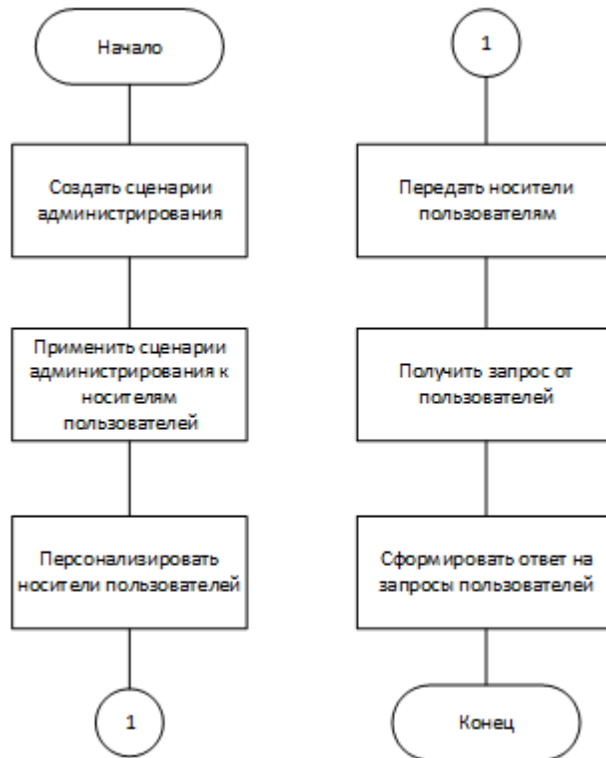 Начало
Создать сценарии
администрирования
Применить сценарии
администрирования к
носителям
пользователей
Персонализировать
носители пользователей
1
1
Передать носители
пользователям
Получить запрос от
пользователей
Сформировать ответ на
запросы пользователей
Конец